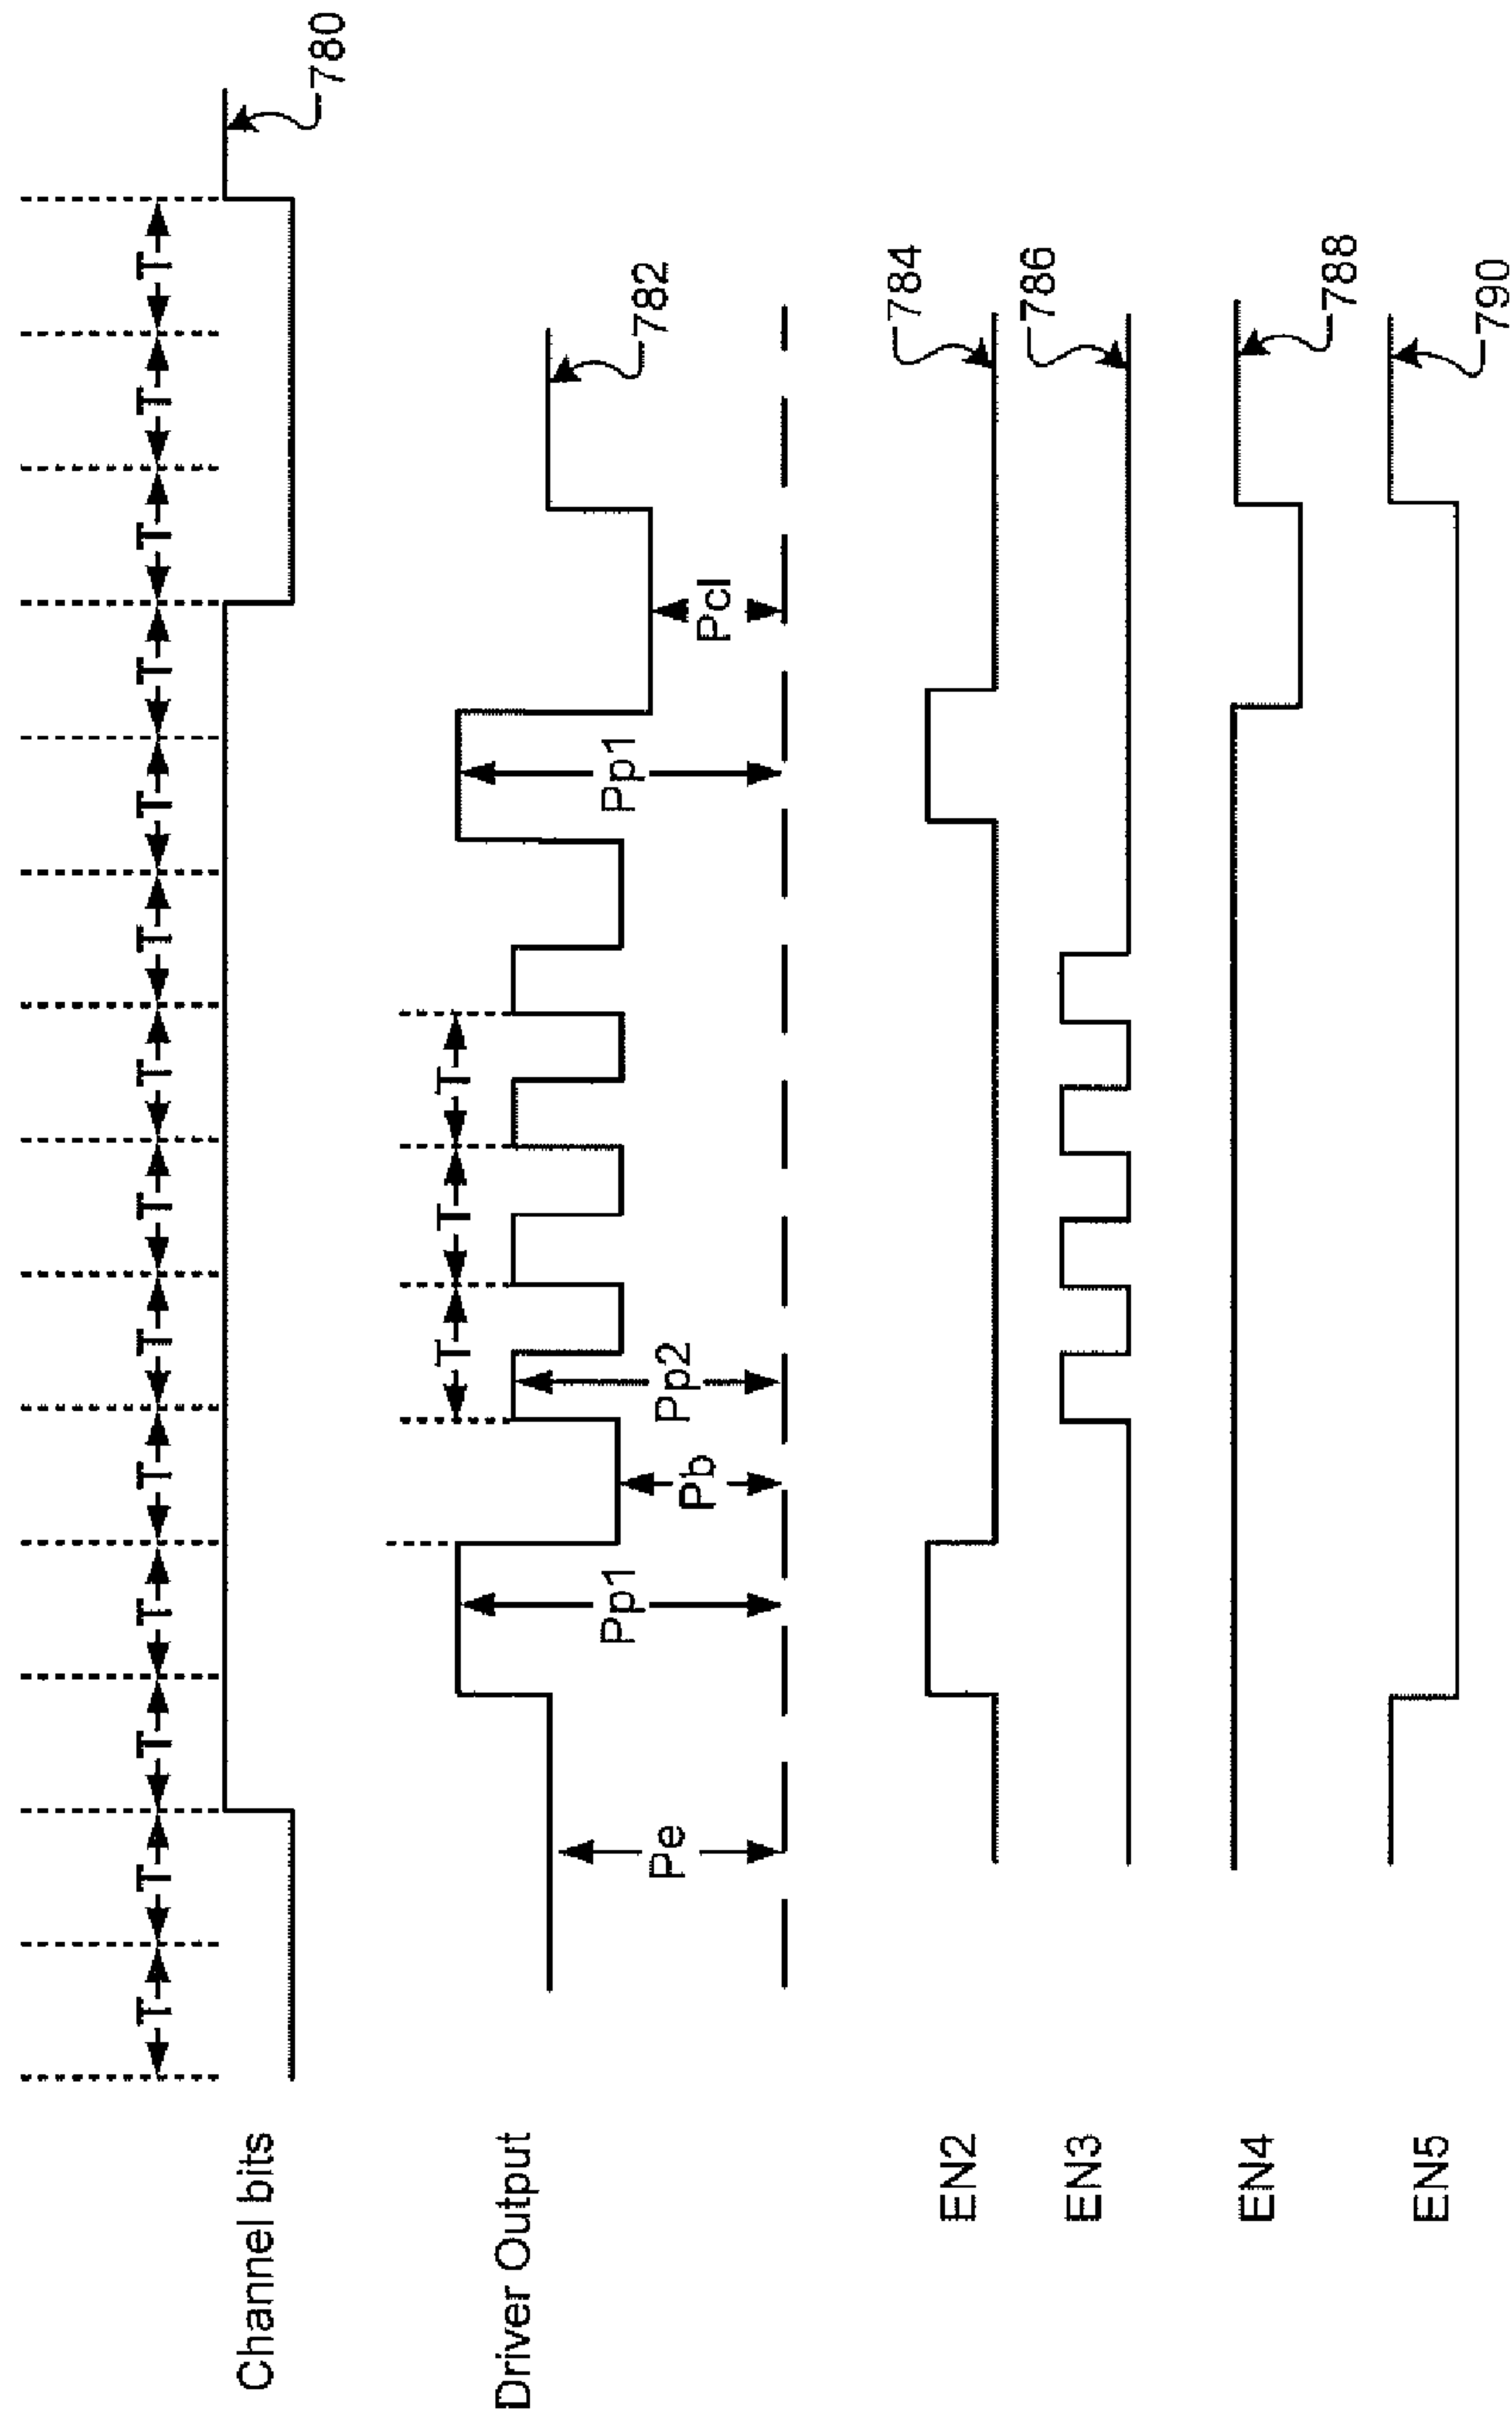 T T T T T T T T T T T T T T
Channel bits
780
T T T
Driver Output
Pe
Pp1
Pb
Pp2
Pp1
Pcl
782
EN2
784
EN3
786
EN4
788
EN5
790